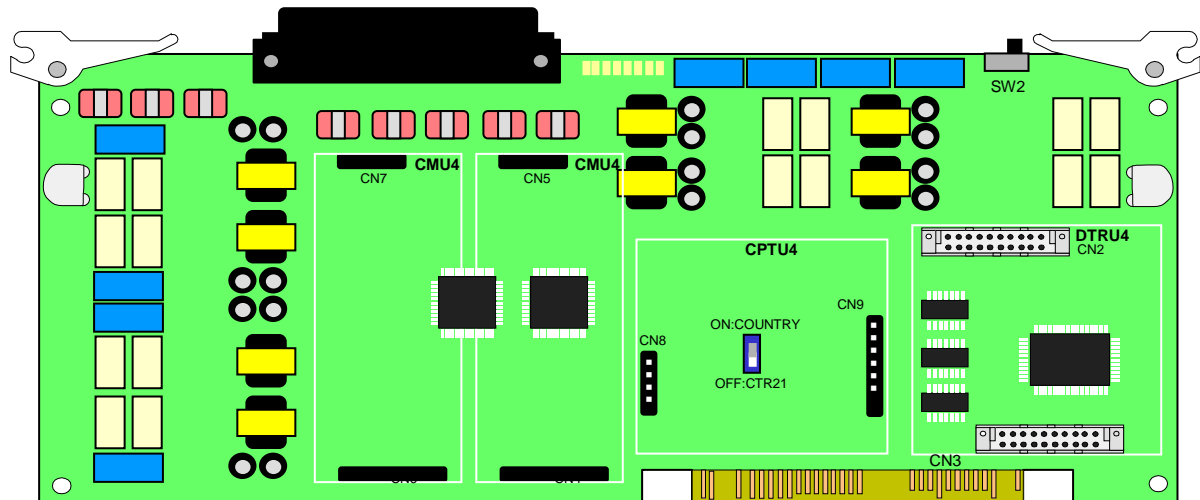 SW2
CMU4
CMU4
CN7
CN5
CPTU4
DTRU4
CN2
CN9
ON:COUNTRY
CN8
OFF:CTR21
CN3